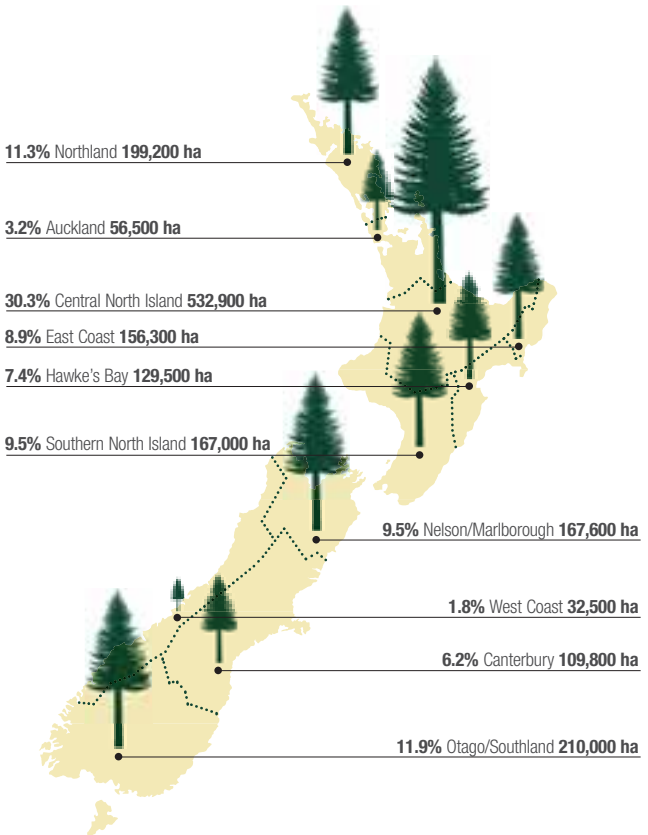 11.3% Northland 199,200 ha
3.2% Auckland 56,500 ha
30.3% Central North Island 532,900 ha
8.9% East Coast 156,300 ha
7.4% Hawke's Bay 129,500 ha
9.5% Southern North Island 167,000 ha
9.5% Nelson/Marlborough 167,600 ha
1.8% West Coast 32,500 ha
6.2% Canterbury 109,800 ha
11.9% Otago/Southland 210,000 ha